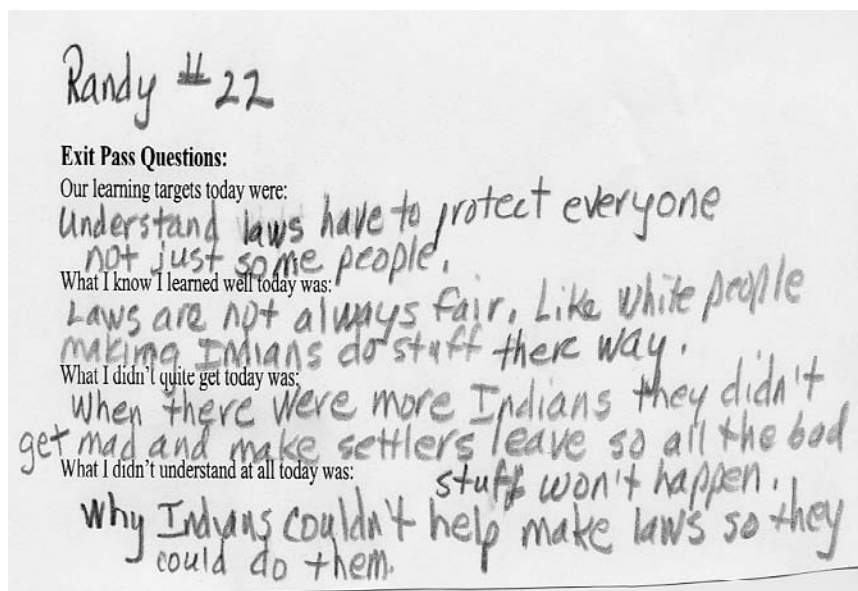 Randy #22
Exit Pass Questions:
Our learning targets today were:
Understand laws have to protect everyone
not just some people.
What I know I learned well today was:
Laws are not always fair. Like white people
making Indians do stuff there way.
What I didn't quite get today was:
When there were more Indians they didn't
get mad and make settlers leave so all the bad
stuff won't happen.
What I didn't understand at all today was:
Why Indians couldn't help make laws so they
could do them.